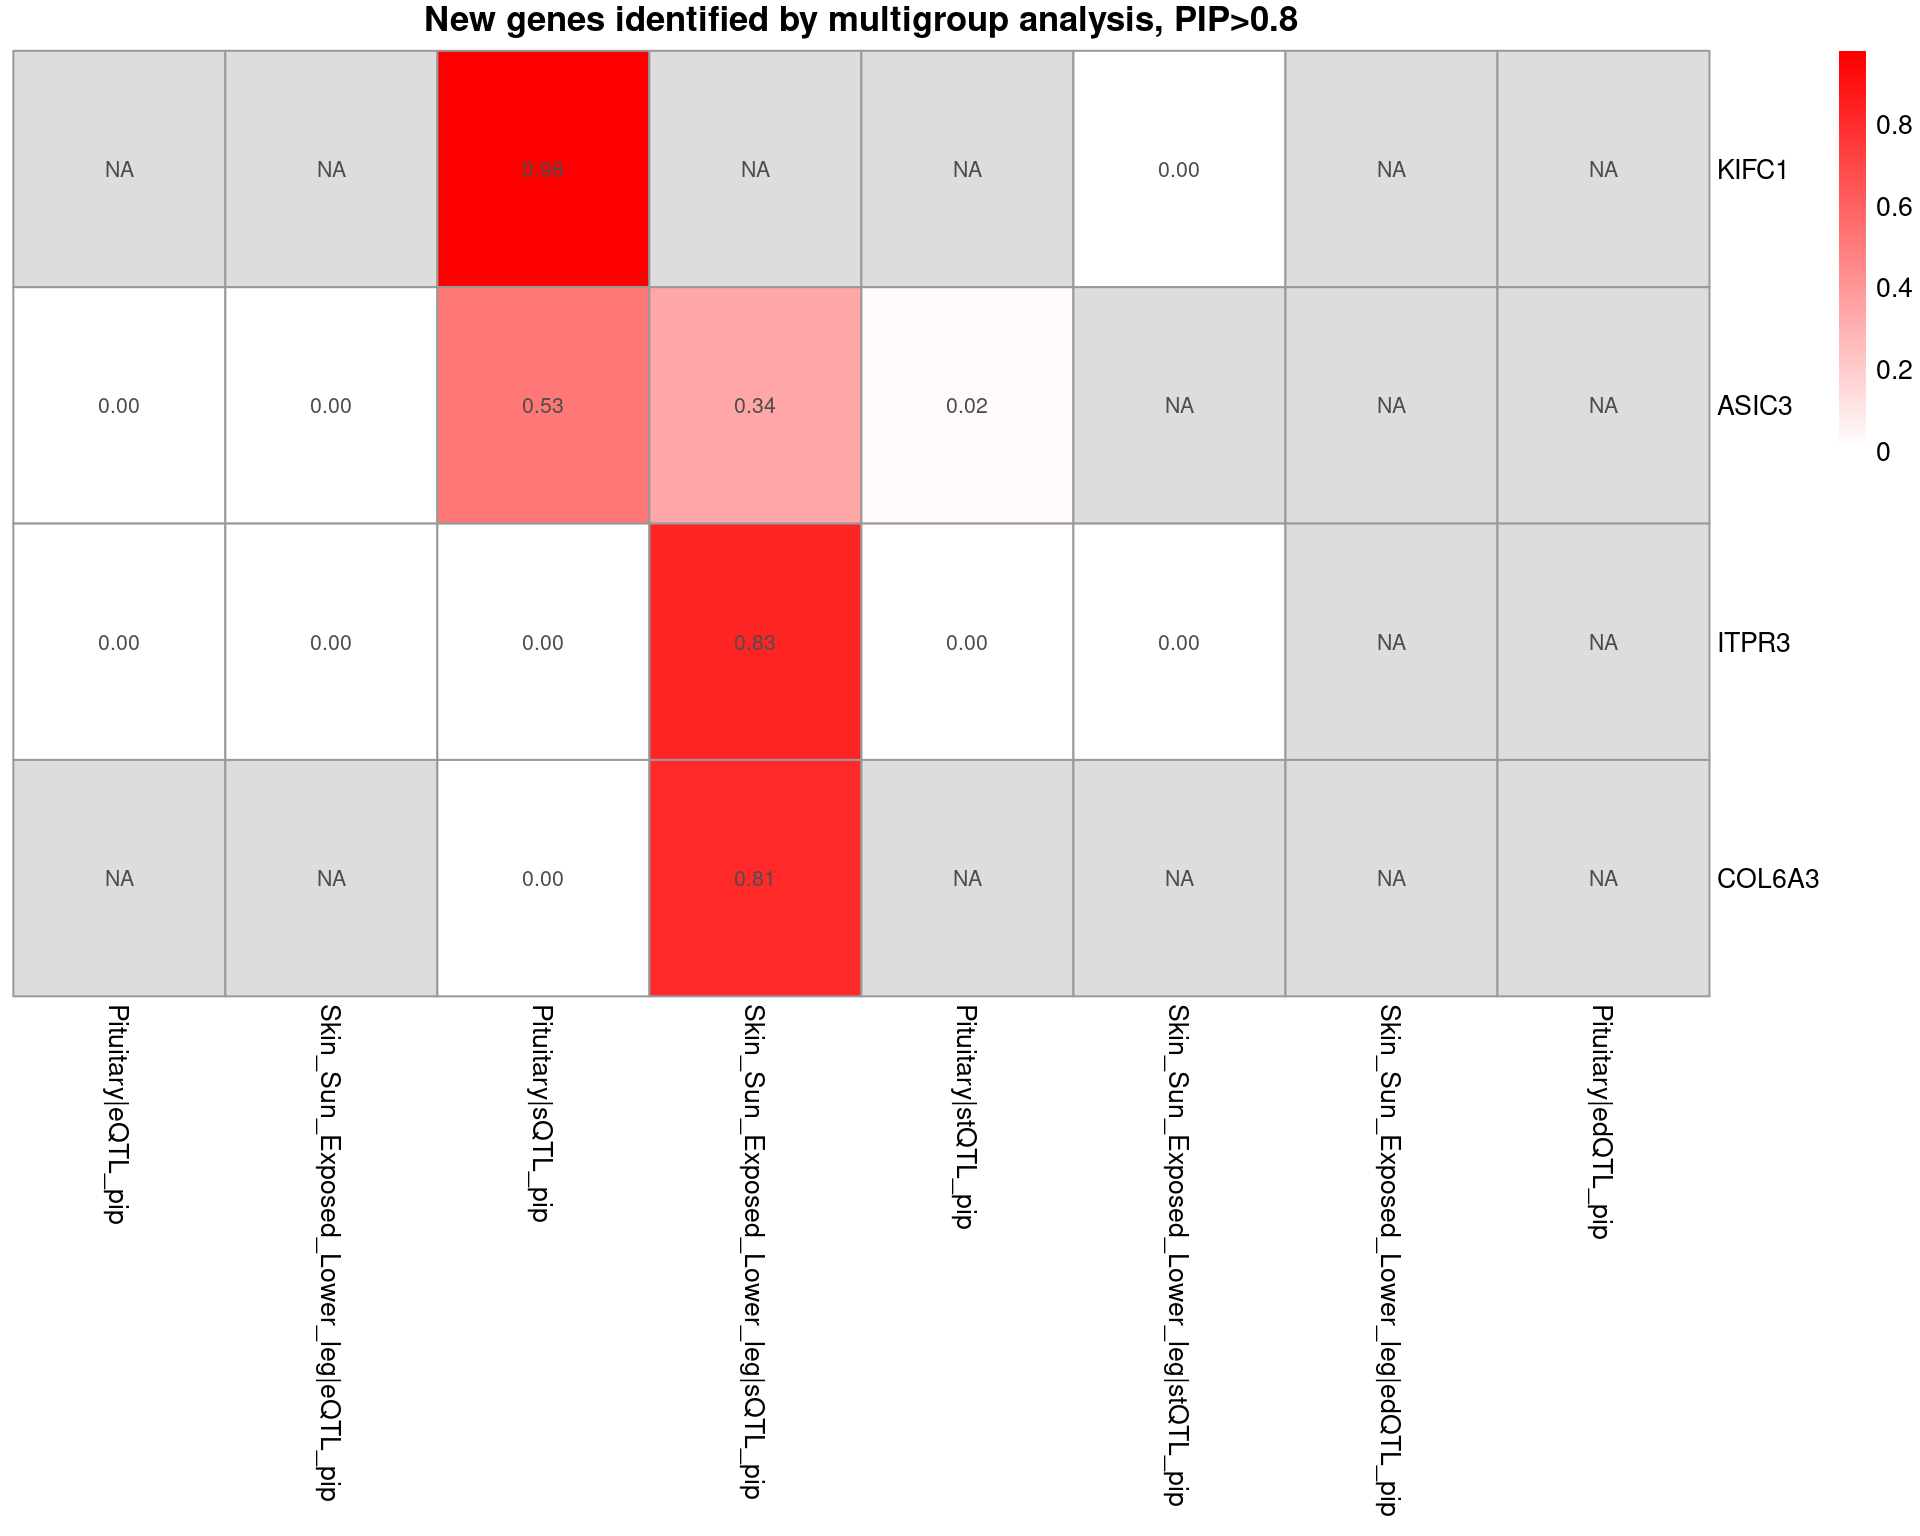 New genes identified by multigroup analysis, PIP>0.8
NA NA 0.98 NA NA 0.00 NA NA KIFC1
0.00 0.00 0.53 0.34 0.02 NA NA NA ASIC3
0.00 0.00 0.00 0.83 0.00 0.00 NA NA ITPR3
NA NA 0.00 0.81 NA NA NA NA COL6A3
0.8
0.6
0.4
0.2
0
Pituitary|eQTL_pip
Skin_Sun_Exposed_Lower_leg|eQTL_pip
Pituitary|sQTL_pip
Skin_Sun_Exposed_Lower_leg|sQTL_pip
Pituitary|stQTL_pip
Skin_Sun_Exposed_Lower_leg|stQTL_pip
Skin_Sun_Exposed_Lower_leg|edQTL_pip
Pituitary|edQTL_pip